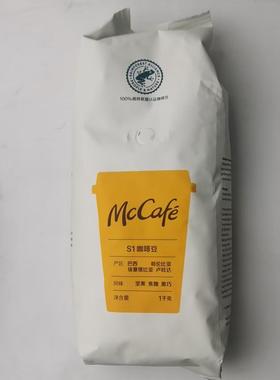 100%雨林联盟认证咖啡豆
McCafé
S1咖啡豆
产区 巴西 哥伦比亚
埃塞俄比亚 卢旺达
风味 坚果 焦糖 黑巧
净含量 1千克